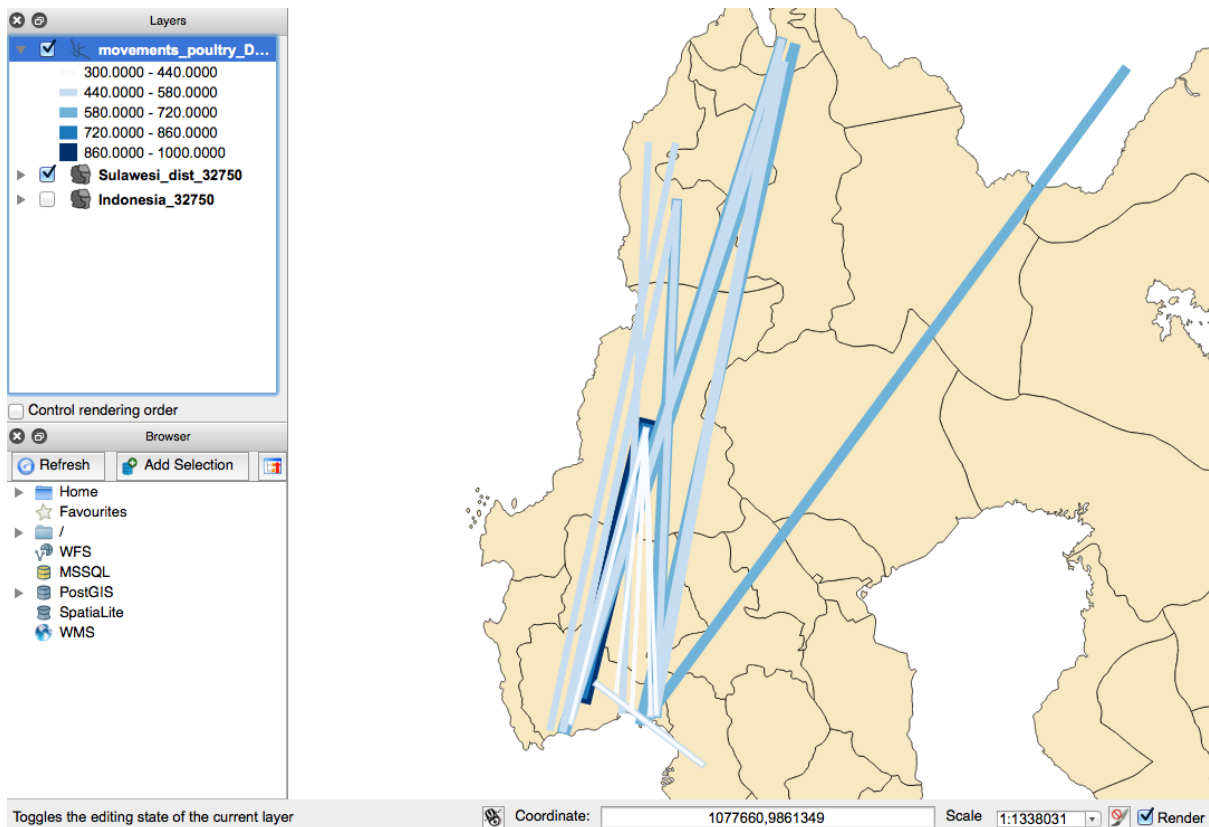 Layers
movements_poultry_D...
300.0000 - 440.0000
440.0000 - 580.0000
580.0000 - 720.0000
720.0000 - 860.0000
860.0000 - 1000.0000
Sulawesi_dist_32750
Indonesia_32750
Control rendering order
Browser
Refresh Add Selection
Home
Favourites
/
WFS
MSSQL
PostGIS
SpatiaLite
WMS
Toggles the editing state of the current layer Coordinate: 1077660,9861349 Scale 1:1338031 Render